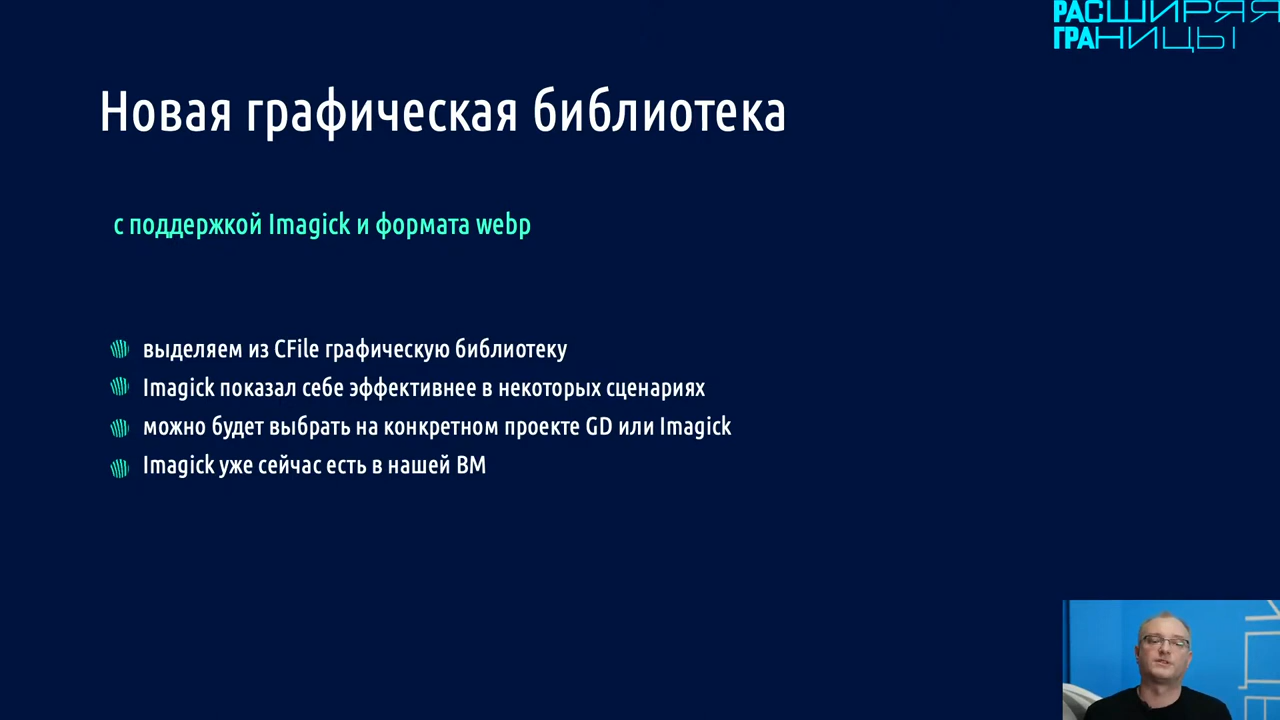 РАСШИРЯЯ
ГРАНИЦЫ
Новая графическая библиотека
с поддержкой Imagick и формата webp
выделяем из CFile графическую библиотеку
Imagick показал себе эффективнее в некоторых сценариях
можно будет выбрать на конкретном проекте GD или Imagick
Imagick уже сейчас есть в нашей ВМ